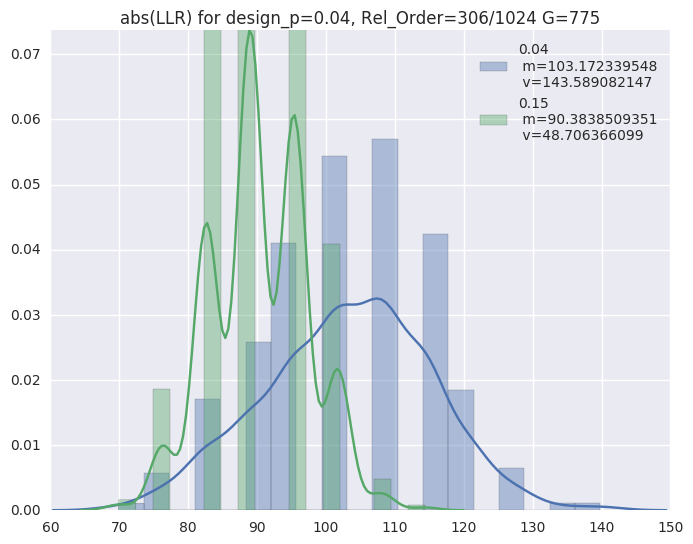 abs(LLR) for design_p=0.04, Rel_Order=306/1024 G=775
0.04
m=103.172339548
v=143.589082147
0.15
m=90.3838509351
v=48.706366099
0.07
0.06
0.05
0.04
0.03
0.02
0.01
0.00
60 70 80 90 100 110 120 130 140 150